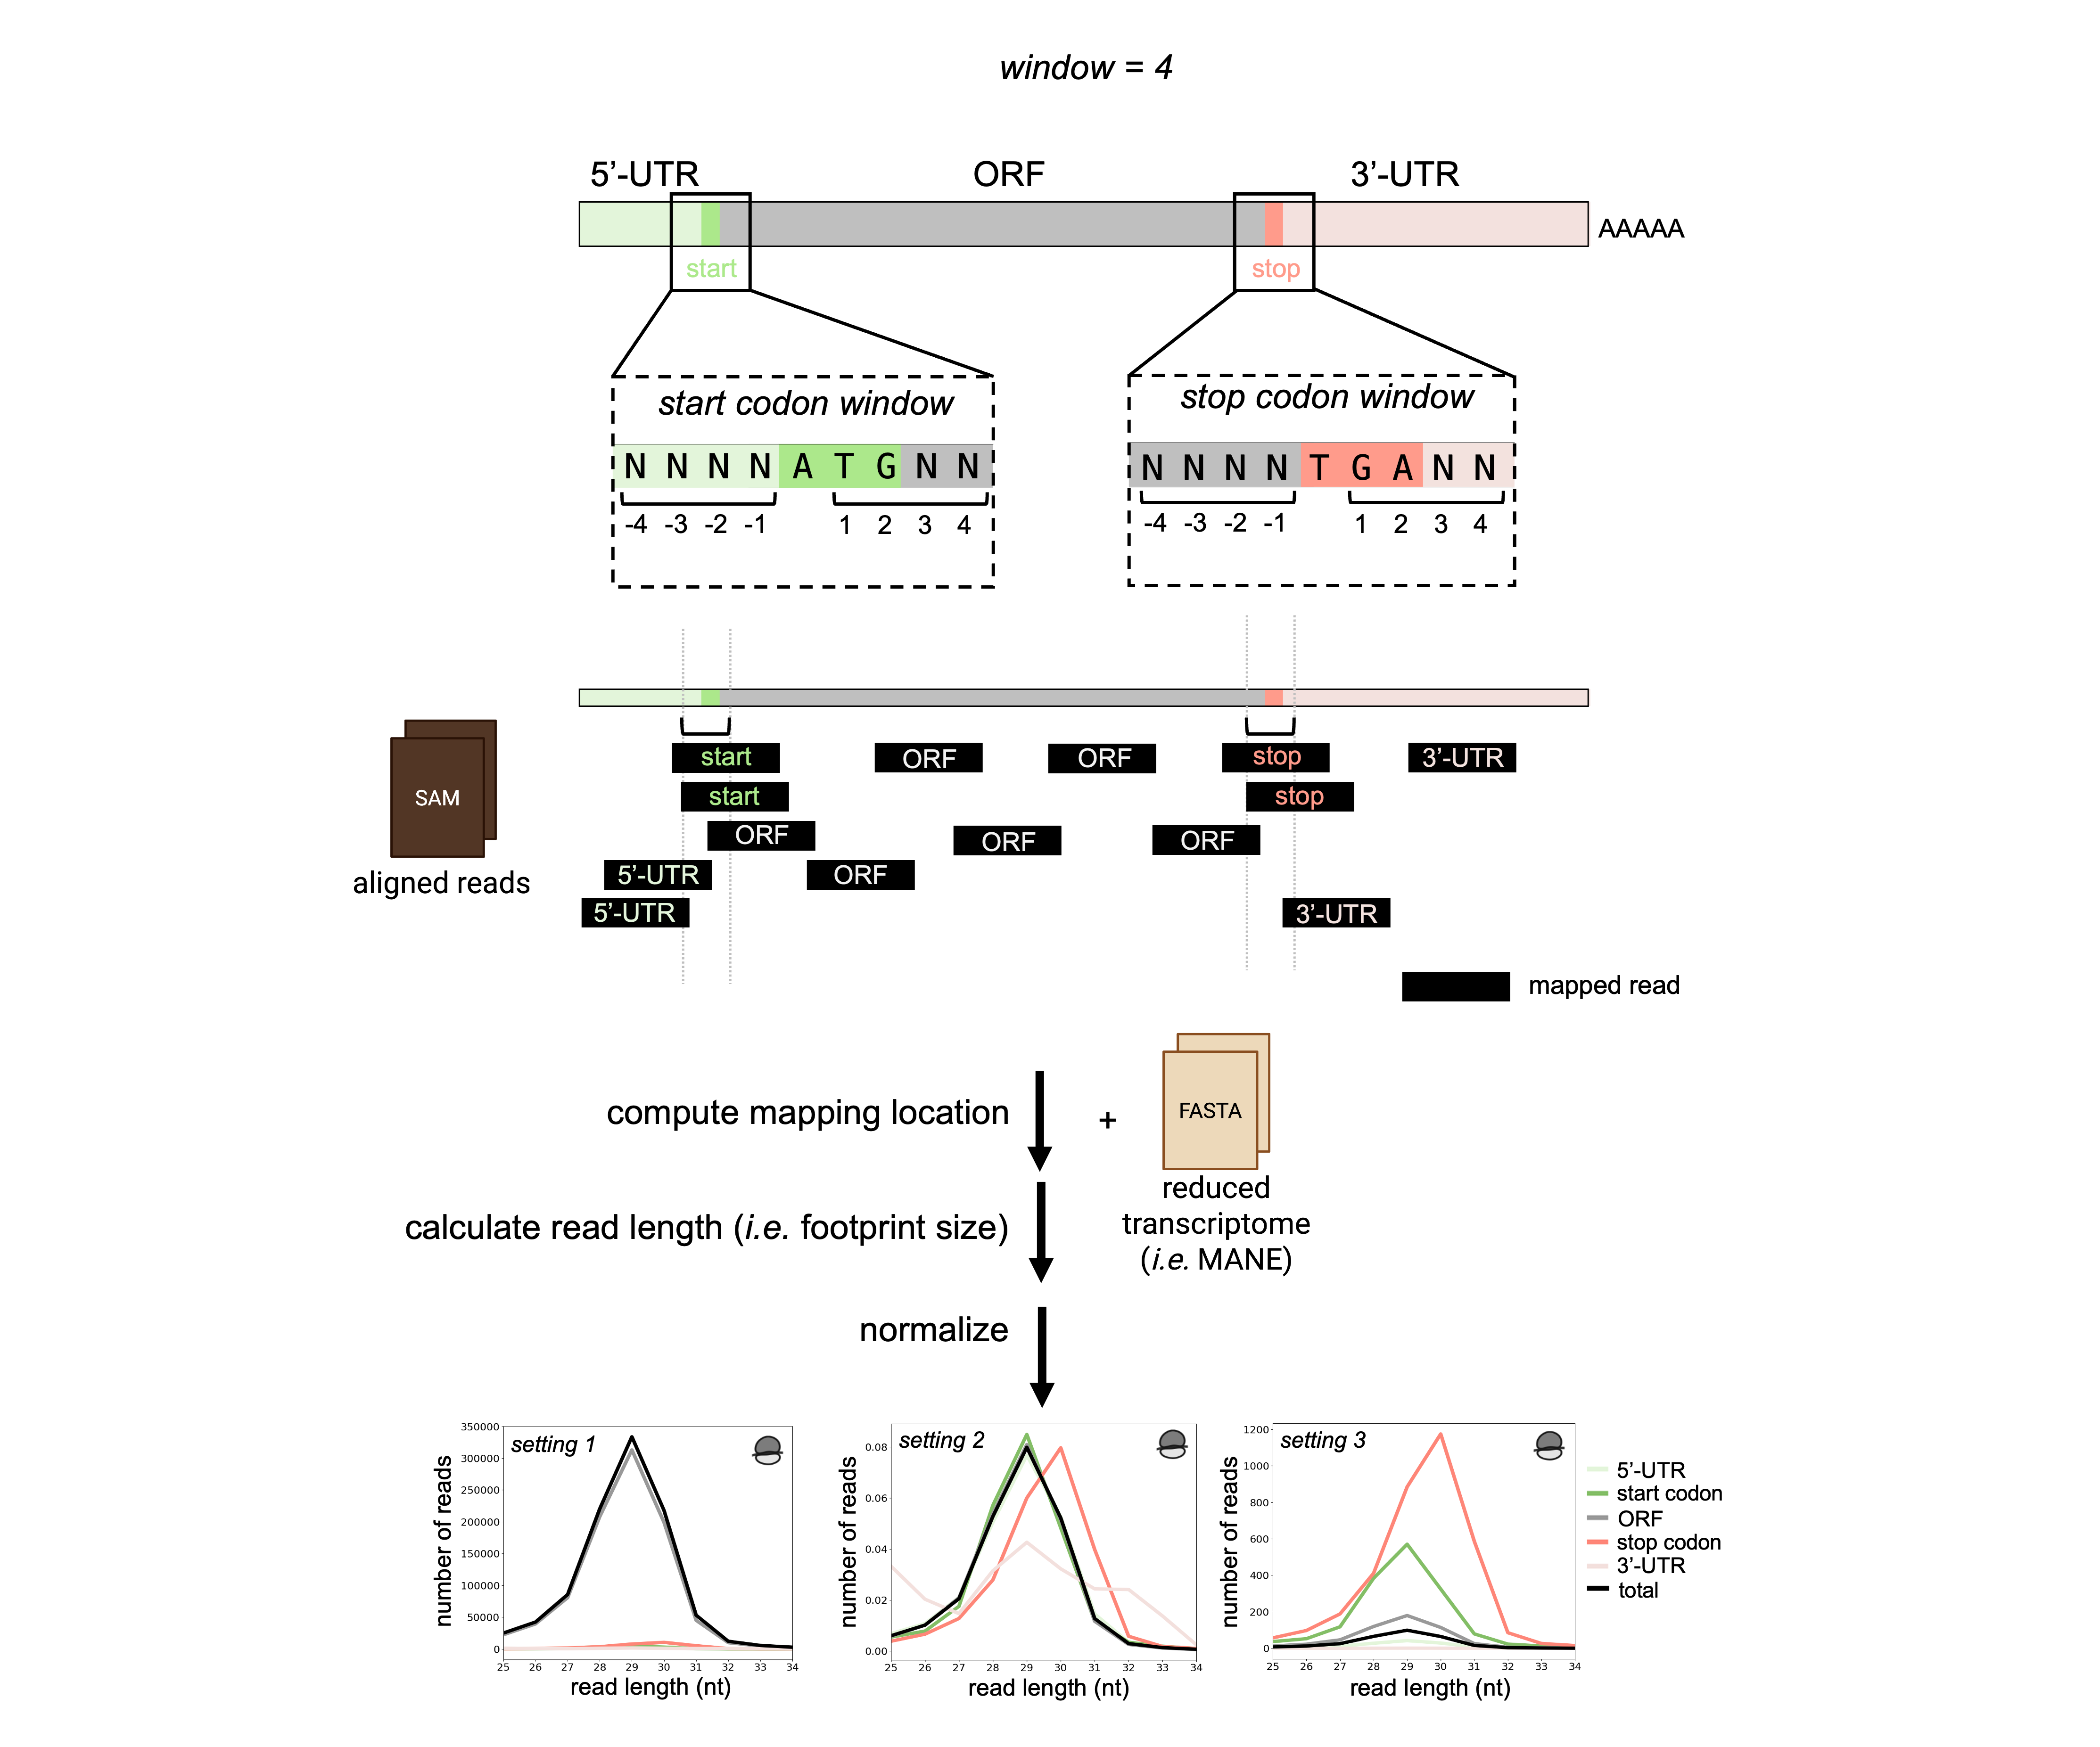 window = 4
5’-UTR ORF 3’-UTR
AAAAA
start stop
start codon window
stop codon window
N N N N A T G N N
N N N N T G A N N
-4 -3 -2 -1 1 2 3 4
-4 -3 -2 -1 1 2 3 4
start ORF ORF stop 3’-UTR
start stop
ORF ORF ORF
5’-UTR ORF
5’-UTR 3’-UTR
SAM
aligned reads
mapped read
compute mapping location
+
FASTA
reduced
transcriptome
(i.e. MANE)
calculate read length (i.e. footprint size)
normalize
setting 1
number of reads
350000
300000
250000
200000
150000
100000
50000
0
25 26 27 28 29 30 31 32 33 34
read length (nt)
setting 2
number of reads
0.08
0.06
0.04
0.02
0.00
25 26 27 28 29 30 31 32 33 34
read length (nt)
setting 3
number of reads
1200
1000
800
600
400
200
0
25 26 27 28 29 30 31 32 33 34
read length (nt)
5’-UTR
start codon
ORF
stop codon
3’-UTR
total